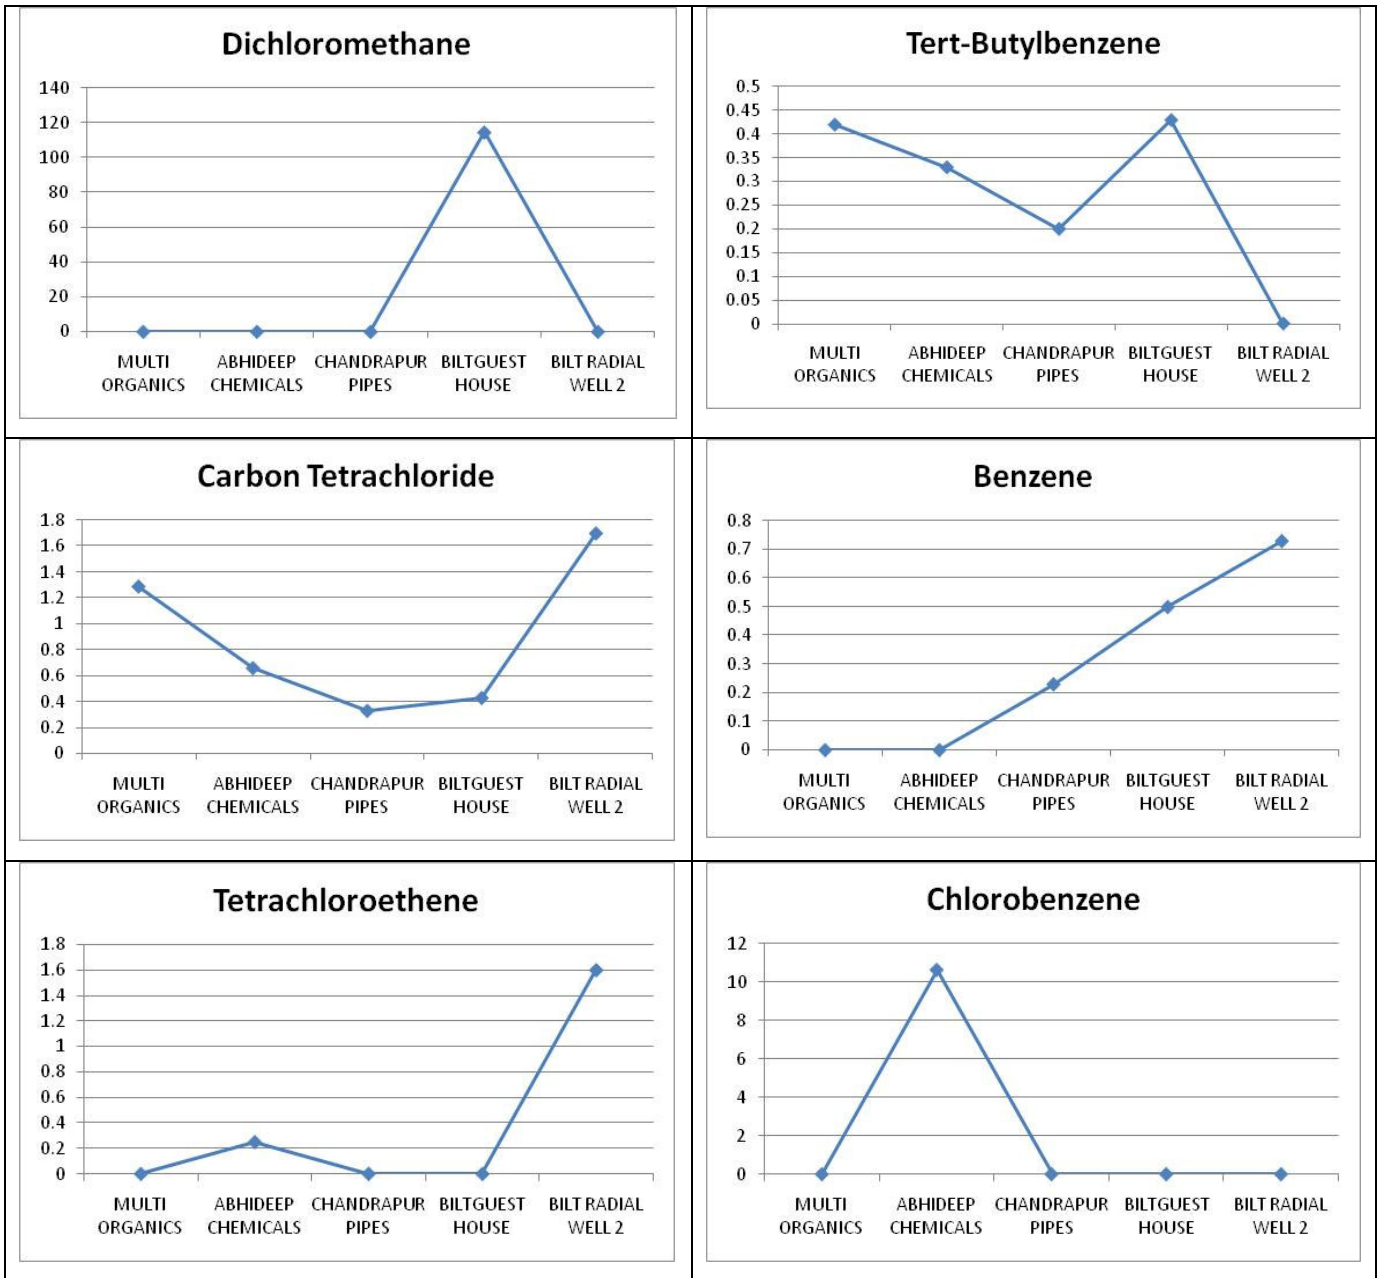 Dichloromethane
140
120
100
80
60
40
20
0
MULTI ORGANICS
ABHIDEEP CHEMICALS
CHANDRAPUR PIPES
BILTGUEST HOUSE
BILT RADIAL WELL 2
Tert-Butylbenzene
0.5
0.45
0.4
0.35
0.3
0.25
0.2
0.15
0.1
0.05
0
MULTI ORGANICS
ABHIDEEP CHEMICALS
CHANDRAPUR PIPES
BILTGUEST HOUSE
BILT RADIAL WELL 2
Carbon Tetrachloride
1.8
1.6
1.4
1.2
1
0.8
0.6
0.4
0.2
0
MULTI ORGANICS
ABHIDEEP CHEMICALS
CHANDRAPUR PIPES
BILTGUEST HOUSE
BILT RADIAL WELL 2
Benzene
0.8
0.7
0.6
0.5
0.4
0.3
0.2
0.1
0
MULTI ORGANICS
ABHIDEEP CHEMICALS
CHANDRAPUR PIPES
BILTGUEST HOUSE
BILT RADIAL WELL 2
Tetrachloroethene
1.8
1.6
1.4
1.2
1
0.8
0.6
0.4
0.2
0
MULTI ORGANICS
ABHIDEEP CHEMICALS
CHANDRAPUR PIPES
BILTGUEST HOUSE
BILT RADIAL WELL 2
Chlorobenzene
12
10
8
6
4
2
0
MULTI ORGANICS
ABHIDEEP CHEMICALS
CHANDRAPUR PIPES
BILTGUEST HOUSE
BILT RADIAL WELL 2